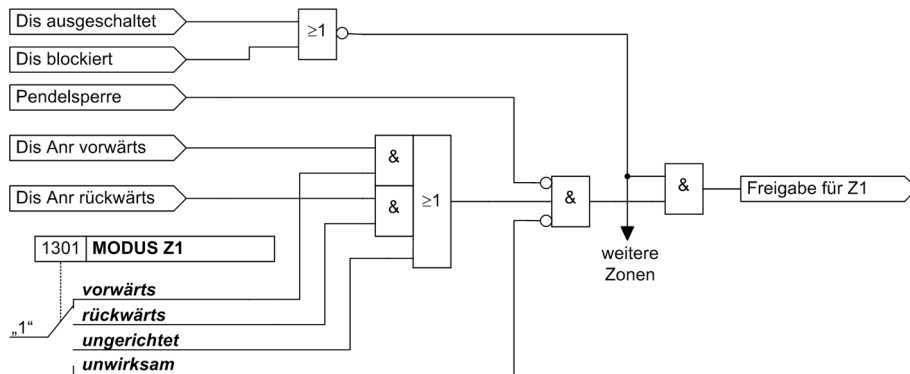 Dis ausgeschaltet
≥1
Dis blockiert
Pendelsperre
Dis Anr vorwärts
&
Dis Anr rückwärts
&
≥1
&
&
Freigabe für Z1
weitere
Zonen
1301 MODUS Z1
vorwärts
rückwärts
„1“
ungerichtet
unwirksam